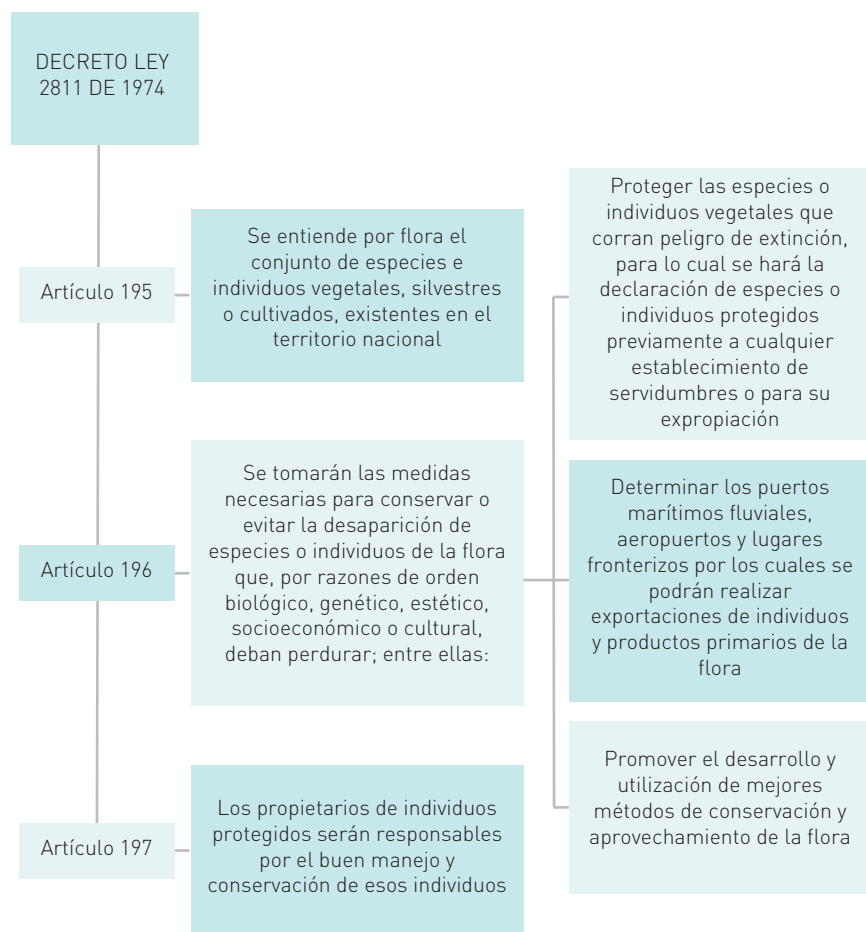 DECRETO LEY
2811 DE 1974
Artículo 195
Se entiende por flora el
conjunto de especies e
individuos vegetales, silvestres
o cultivados, existentes en el
territorio nacional
Artículo 196
Se tomarán las medidas
necesarias para conservar o
evitar la desaparición de
especies o individuos de la flora
que, por razones de orden
biológico, genético, estético,
socioeconómico o cultural,
deban perdurar; entre ellas:
Proteger las especies o
individuos vegetales que
corran peligro de extinción,
para lo cual se hará la
declaración de especies o
individuos protegidos
previamente a cualquier
establecimiento de
servidumbres o para su
expropiación
Determinar los puertos
marítimos fluviales,
aeropuertos y lugares
fronterizos por los cuales se
podrán realizar
exportaciones de individuos
y productos primarios de la
flora
Promover el desarrollo y
utilización de mejores
métodos de conservación y
aprovechamiento de la flora
Artículo 197
Los propietarios de individuos
protegidos serán responsables
por el buen manejo y
conservación de esos individuos